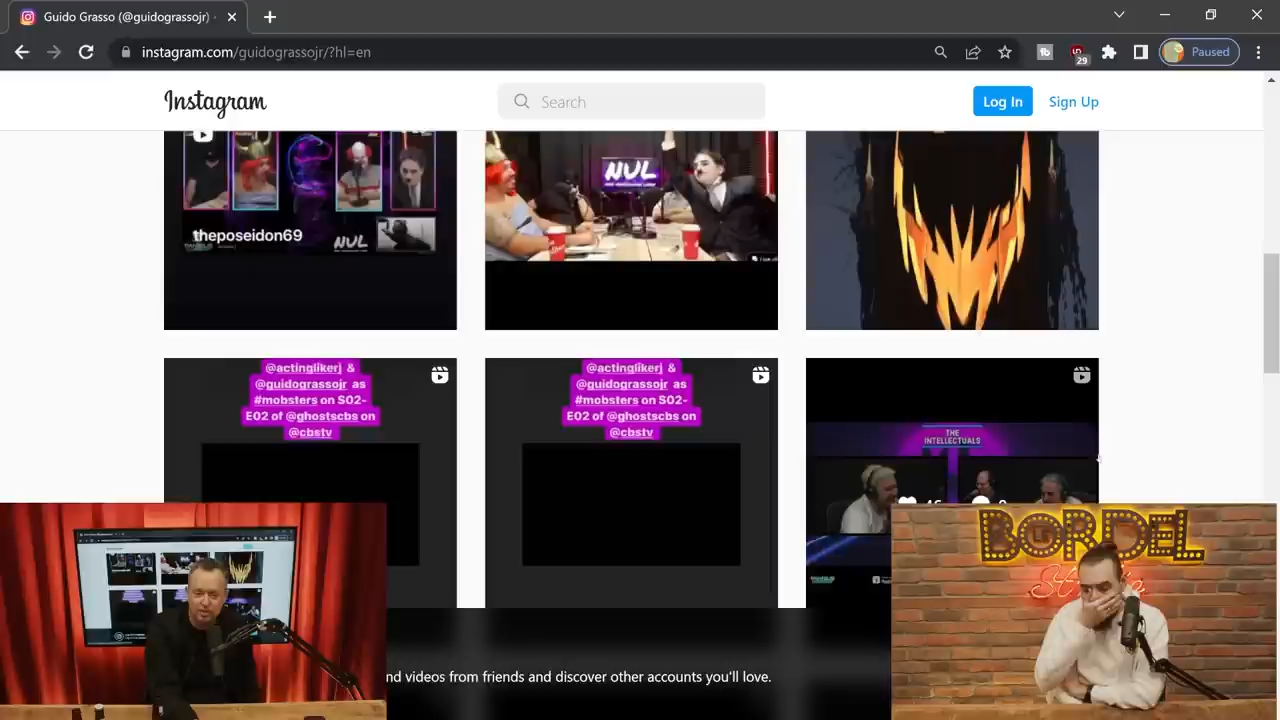 Guido Grasso (@guidograssojr)
instagram.com/guidograssojr/?hl=en
29
Paused
Instagram
Search
Log In
Sign Up
theposeidon69
NUL
NUL
@actinglikerj &
@guidograssojr as
#mobsters on S02-
E02 of @ghostscbs on
@cbstv
@actinglikerj &
@guidograssojr as
#mobsters on S02-
E02 of @ghostscbs on
@cbstv
THE
INTELLECTUALS
BORDEL
nd videos from friends and discover other accounts you'll love.